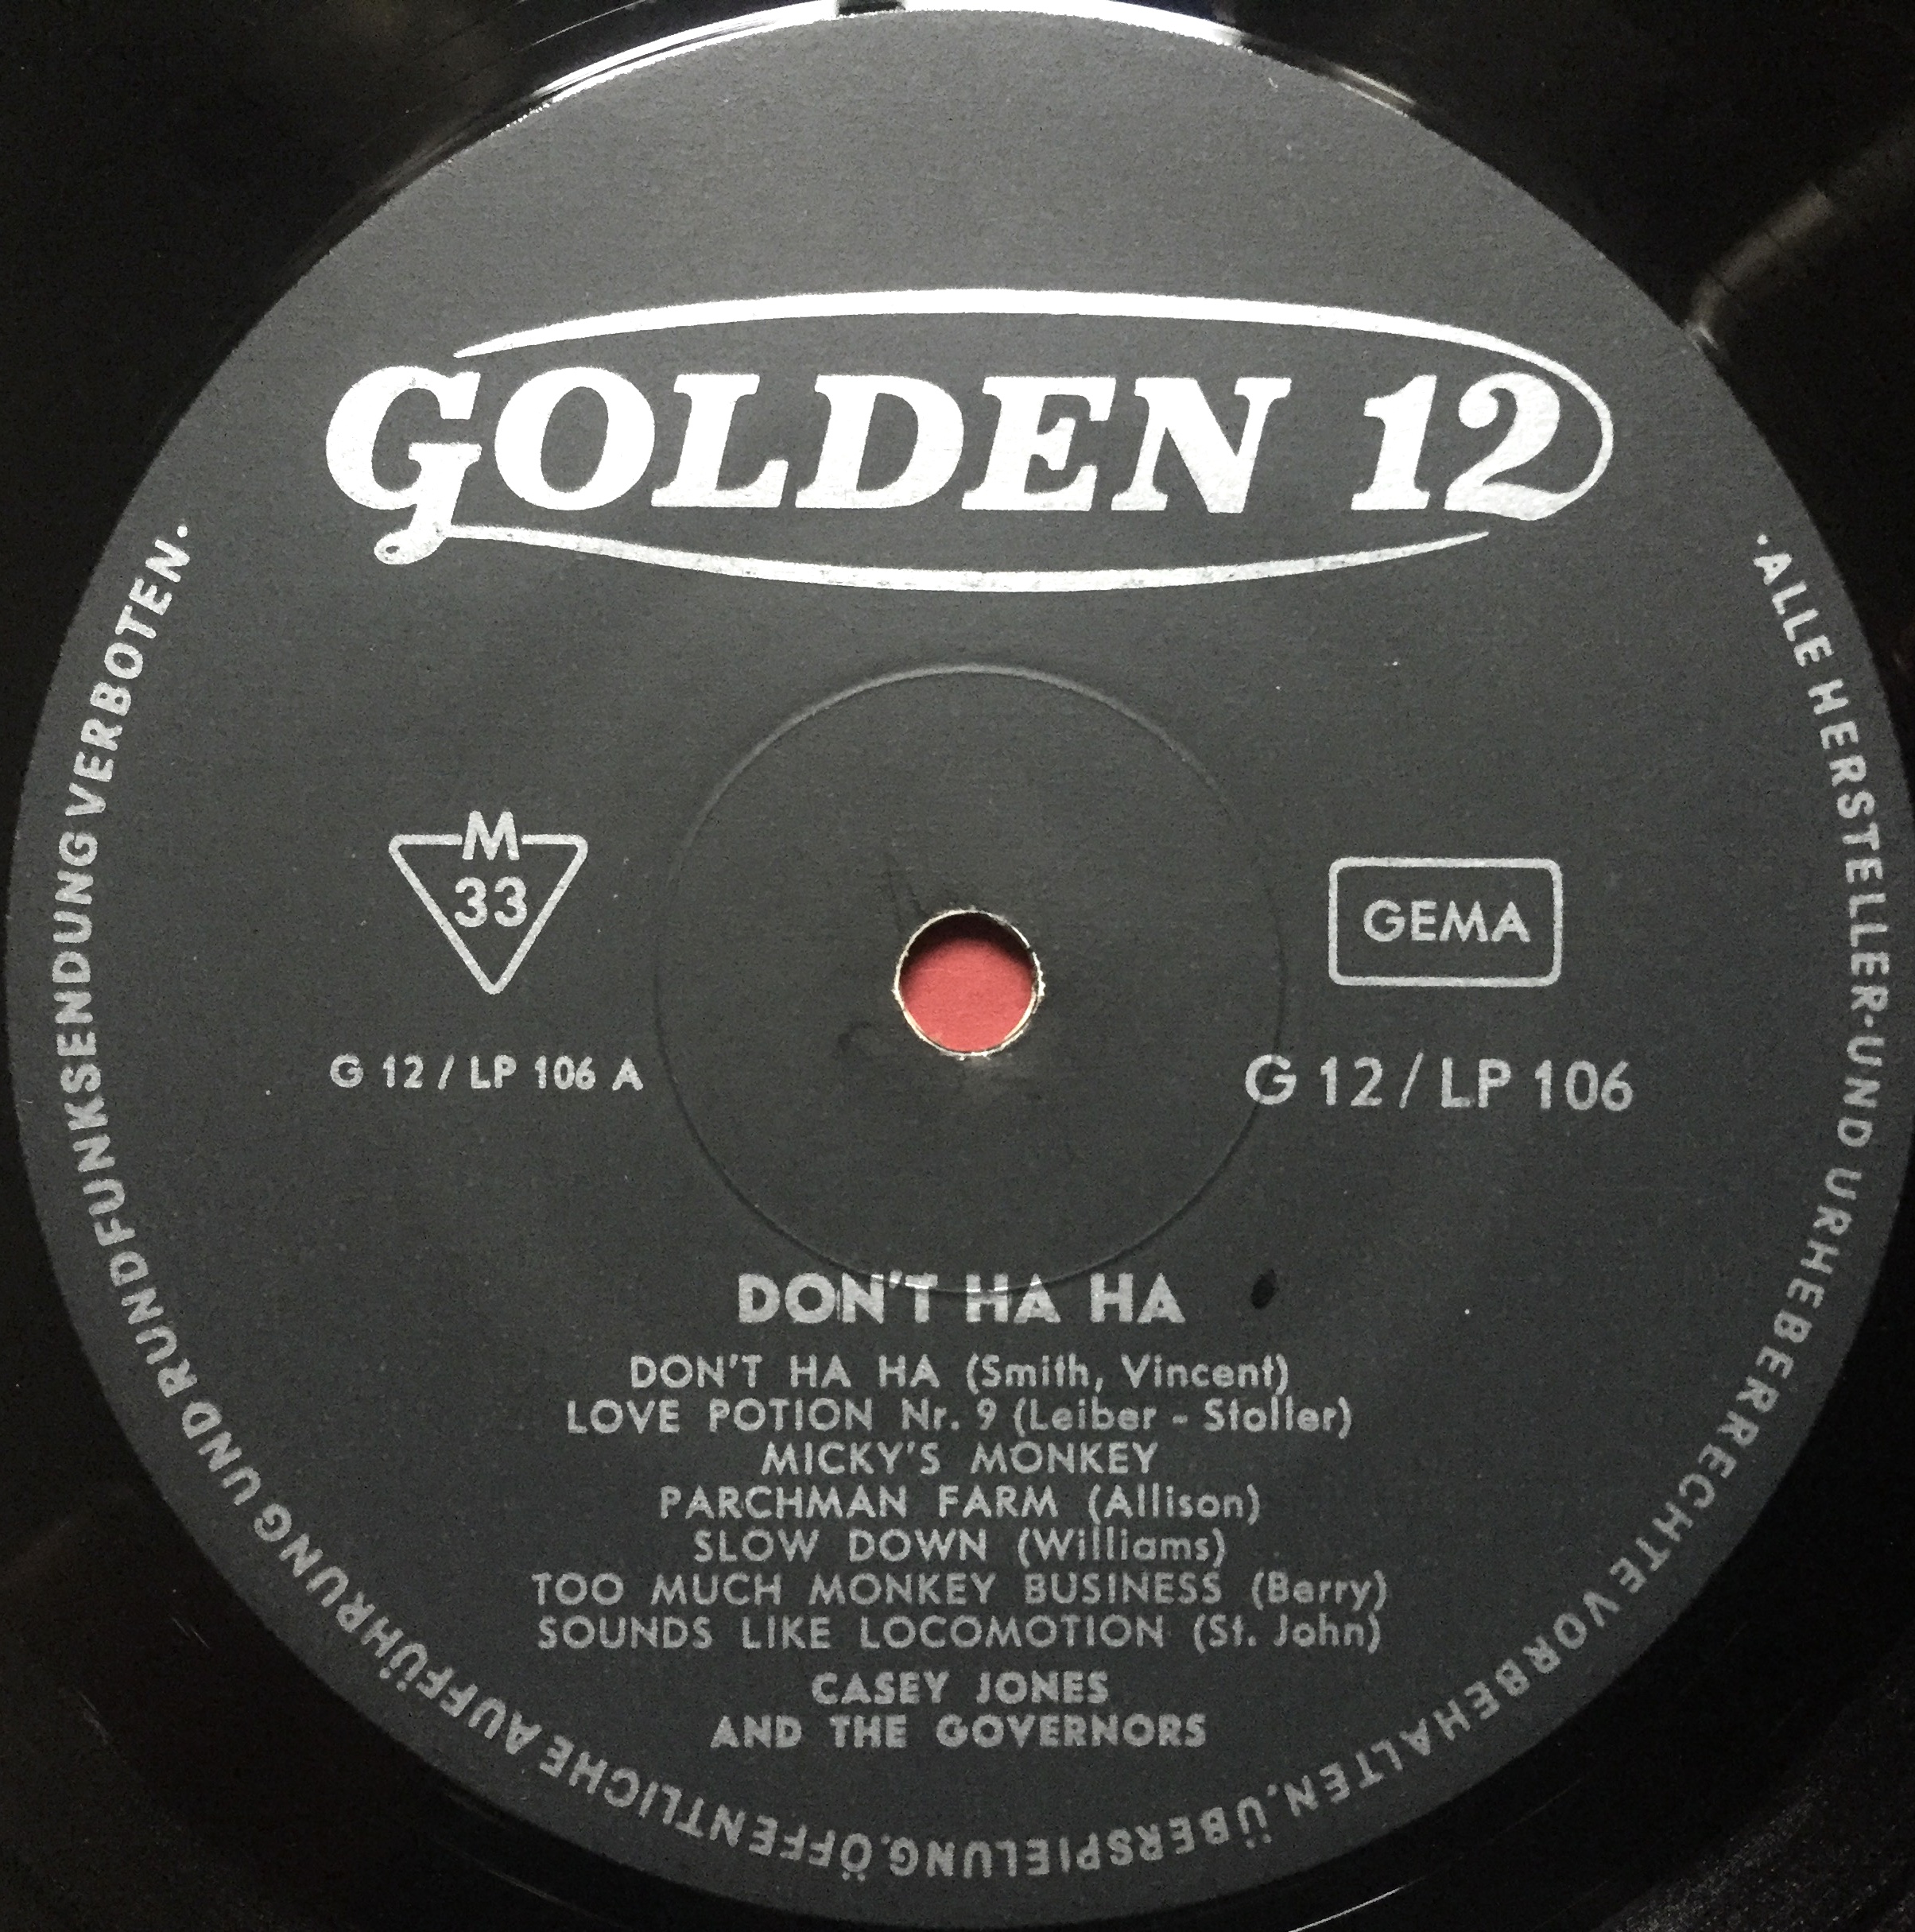 GOLDEN 12
M
33
GEMA
G 12 / LP 106 A
G 12 / LP 106
DON'T HA HA
DON'T HA HA (Smith, Vincent)
LOVE POTION Nr. 9 (Leiber - Stoller)
MICKY'S MONKEY
PARCHMAN FARM (Allison)
SLOW DOWN (Williams)
TOO MUCH MONKEY BUSINESS (Berry)
SOUNDS LIKE LOCOMOTION (St. John)
CASEY JONES
AND THE GOVERNORS
·ALLE HERSTELLER-UND URHEBERRECHTE VORBEHALTEN.ÜBERSPIELUNG.ÖFFENTLICHE AUFFÜHRUNG UND RUNDFUNKSENDUNG VERBOTEN·